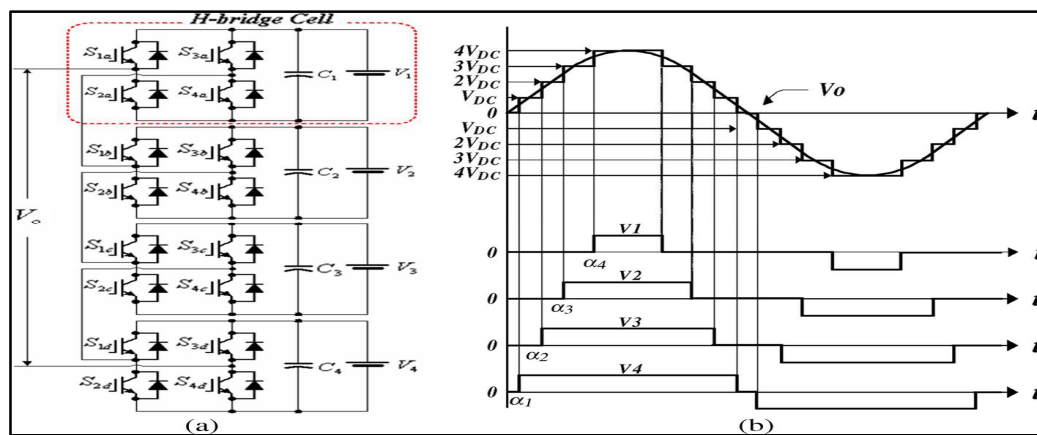 H-bridge Cell
S1a
S3a
C1
V1
S2a
S4a
S1b
S3b
C2
V2
S2b
S4b
Vo
S1c
S3c
C3
V3
S2c
S4c
S1d
S3d
C4
V4
S2d
S4d
(a)
4VDC
3VDC
2VDC
VDC
0
Vo
t
VDC
2VDC
3VDC
4VDC
V1
0
t
α4
V2
0
t
α3
V3
0
t
α2
V4
0
t
α1
(b)